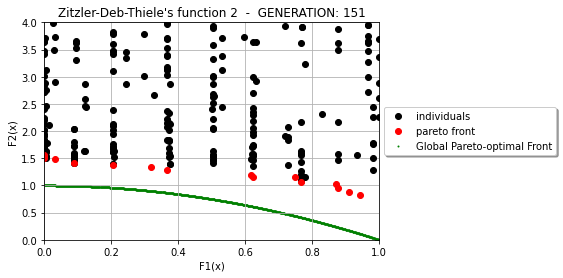 Zitzler-Deb-Thiele's function 2 - GENERATION: 151
F2(x)
4.0
3.5
3.0
2.5
2.0
1.5
1.0
0.5
0.0
0.0
0.2
0.4
0.6
0.8
1.0
F1(x)
individuals
pareto front
Global Pareto-optimal Front